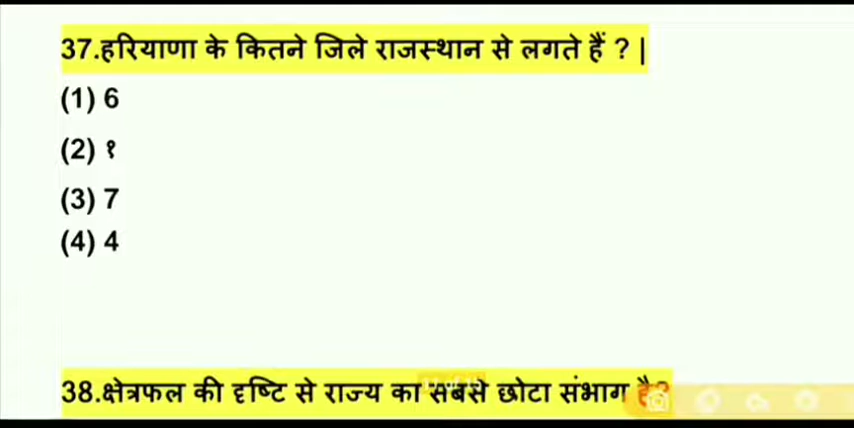 37.हरियाणा के कितने जिले राजस्थान से लगते हैं ? |
(1) 6
(2) १
(3) 7
(4) 4
38.क्षेत्रफल की दृष्टि से राज्य का सबसे छोटा संभाग है?